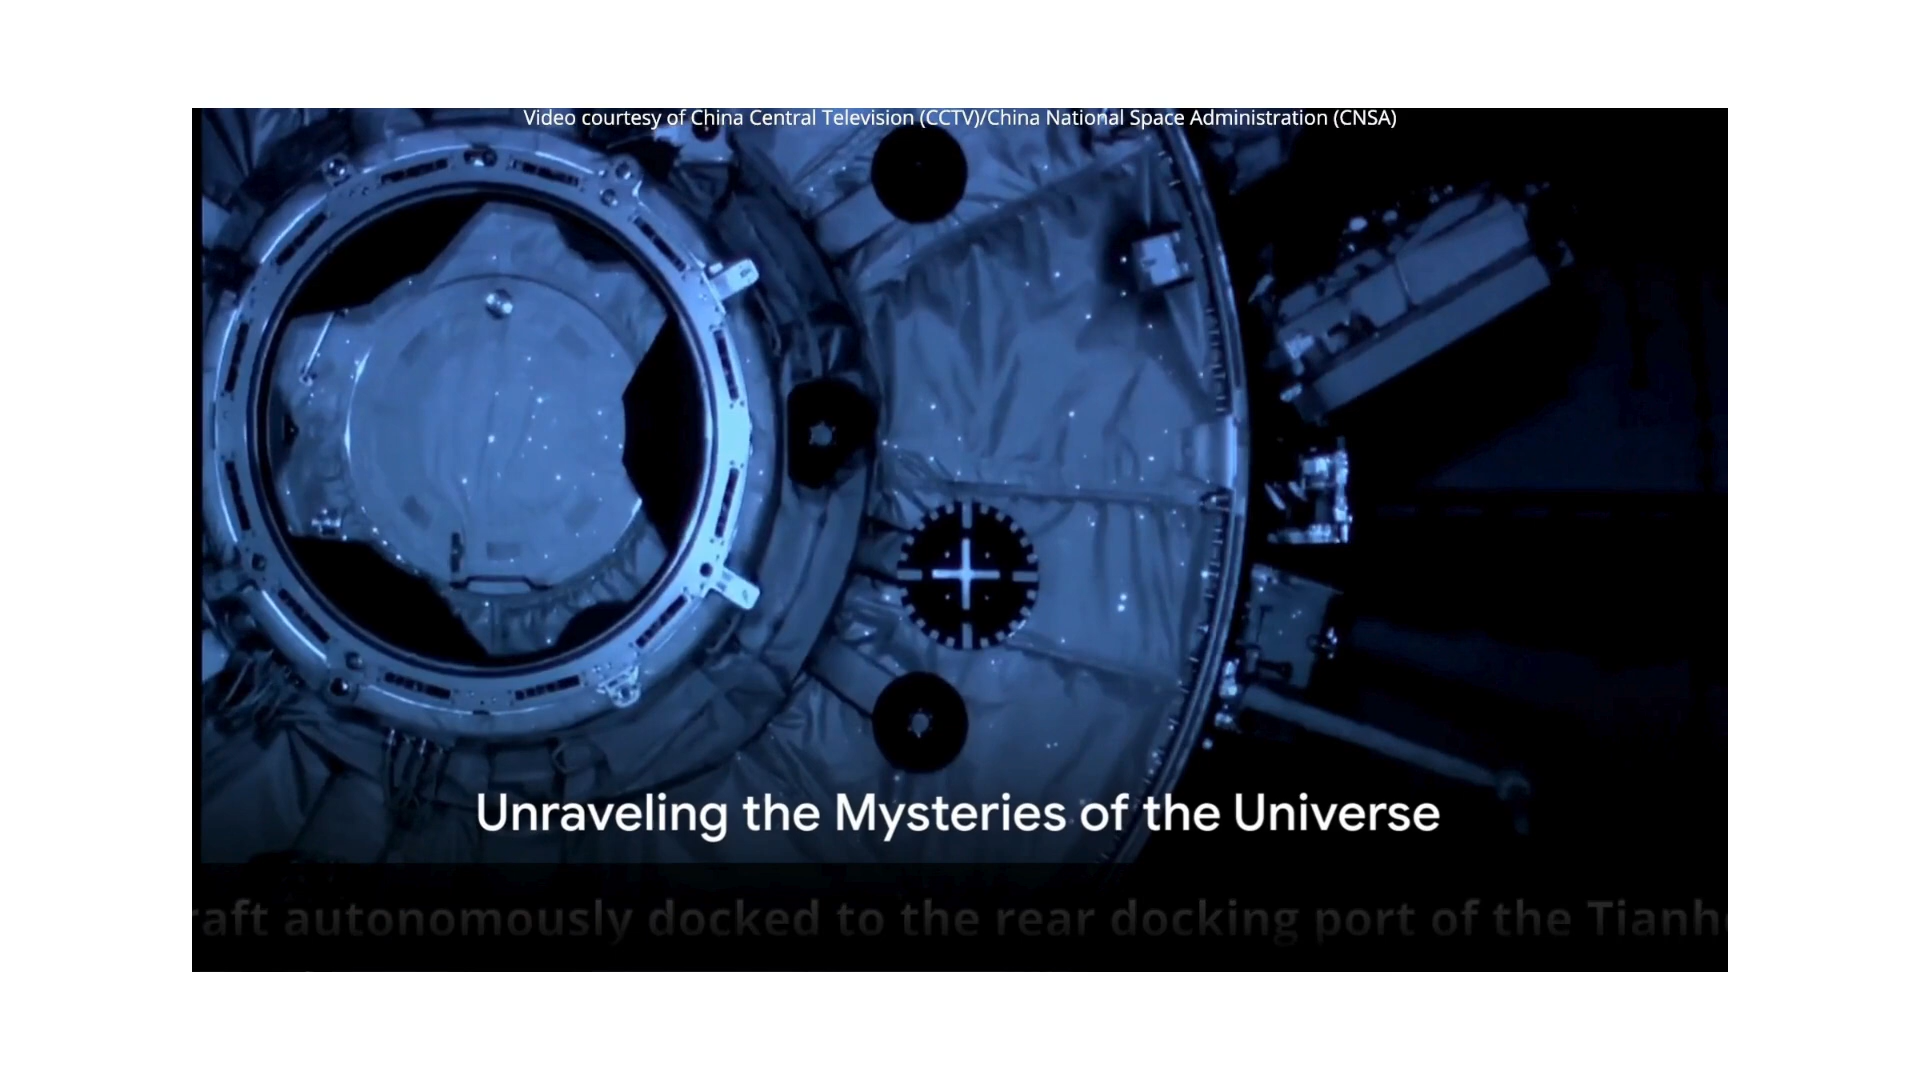 Video courtesy of China Central Television (CCTV)/China National Space Administration (CNSA)
Unraveling the Mysteries of the Universe
autonomously docked to the rear docking port of the